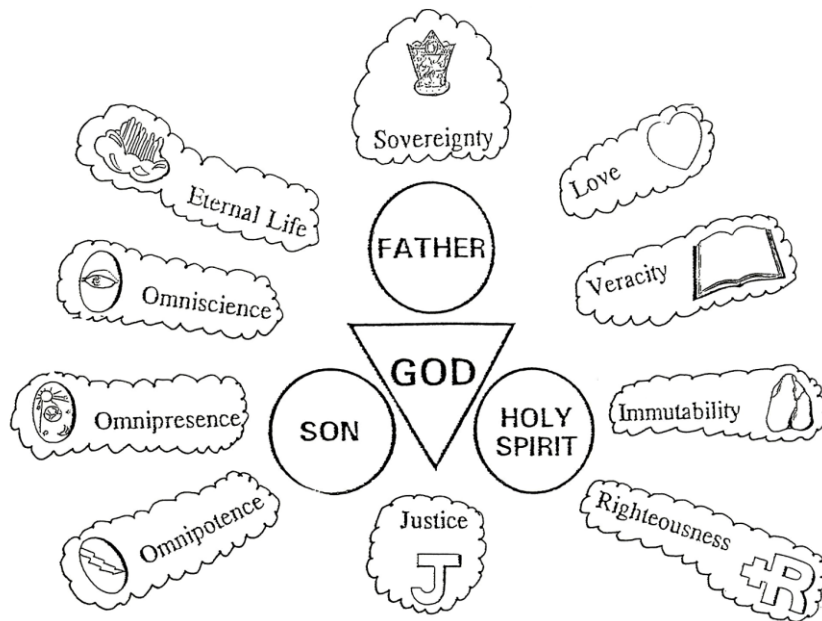 Sovereignty
Eternal Life
Love
FATHER
Omniscience
Veracity
GOD
Omnipresence
SON
HOLY
SPIRIT
Immutability
Omnipotence
Justice
J
Righteousness
+R